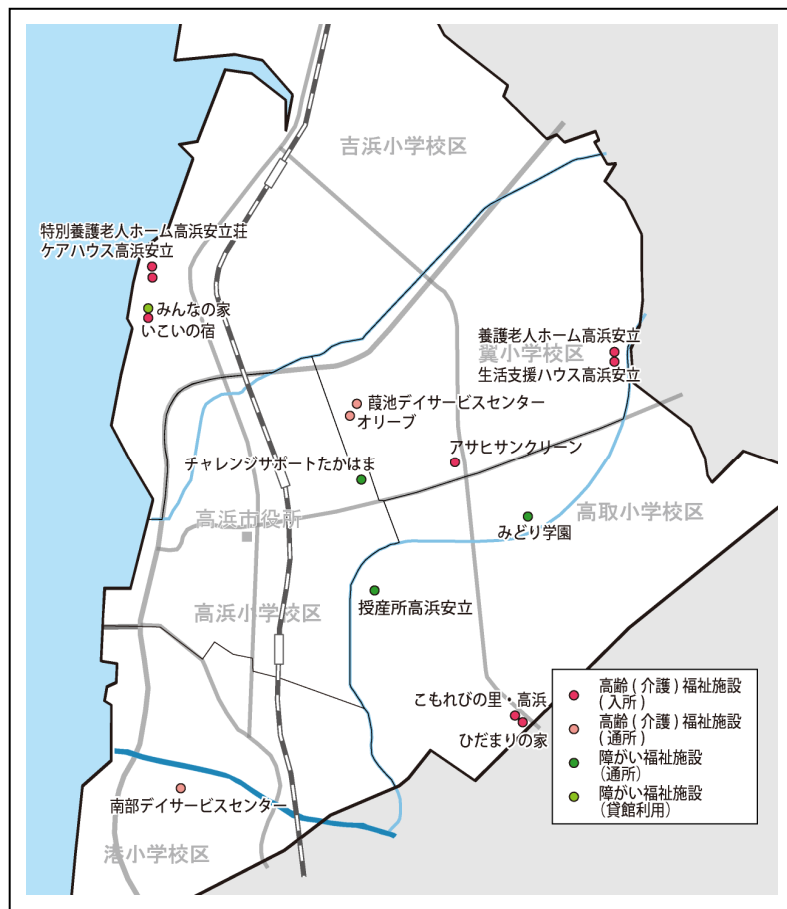 吉浜小学校区
特別養護老人ホーム高浜安立荘
ケアハウス高浜安立
みんなの家
いこいの宿
養護老人ホーム高浜安立
翼小学校区
生活支援ハウス高浜安立
葭池デイサービスセンター
オリーブ
アサヒサンクリーン
チャレンジサポートたかはま
高浜市役所
高取小学校区
みどり学園
高浜小学校区
授産所高浜安立
こもれびの里・高浜
ひだまりの家
南部デイサービスセンター
港小学校区
高齢(介護)福祉施設
(入所)
高齢(介護)福祉施設
(通所)
障がい福祉施設
(通所)
障がい福祉施設
(貸館利用)